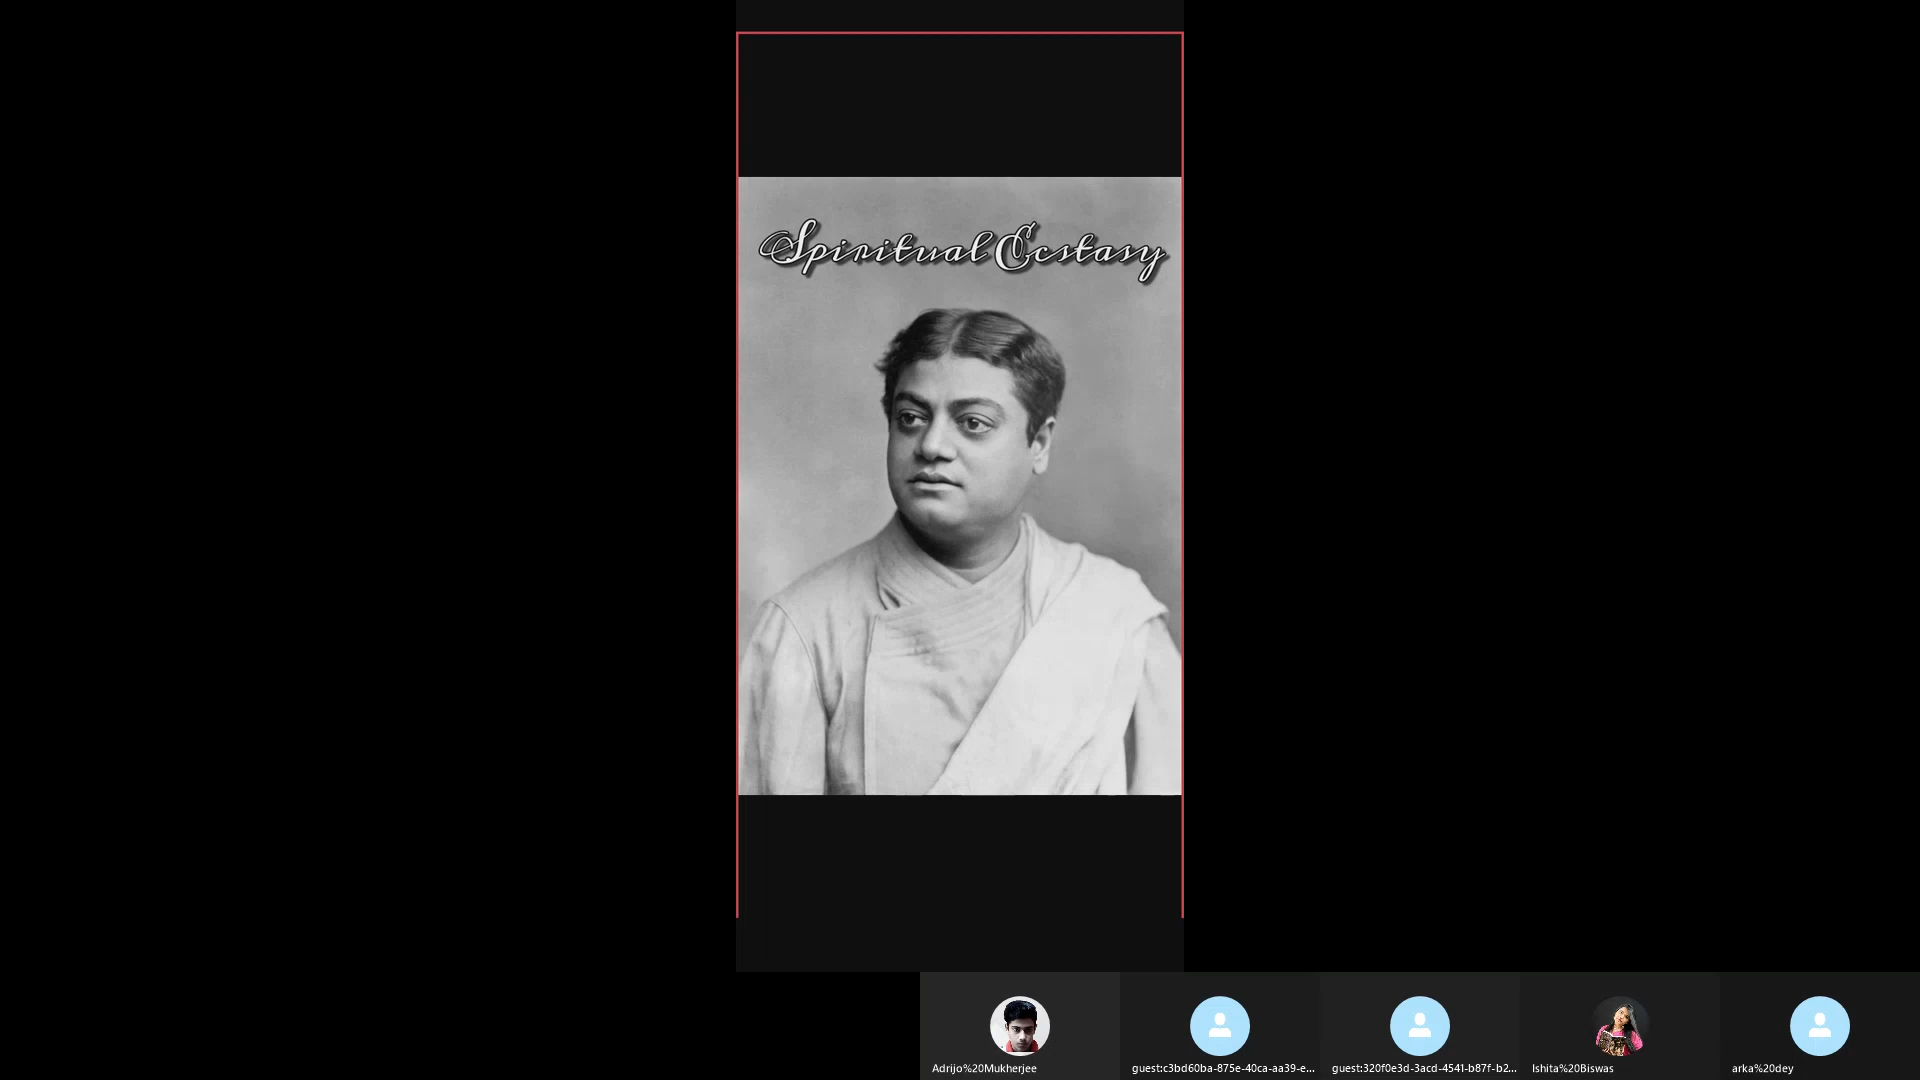 Spiritual Ecstasy
Adrijo%20Mukherjee
guest:c3bd60ba-875e-40ca-aa39-e...
guest:320f0e3d-3acd-4541-b87f-b2...
Ishita%20Biswas
arka%20dey